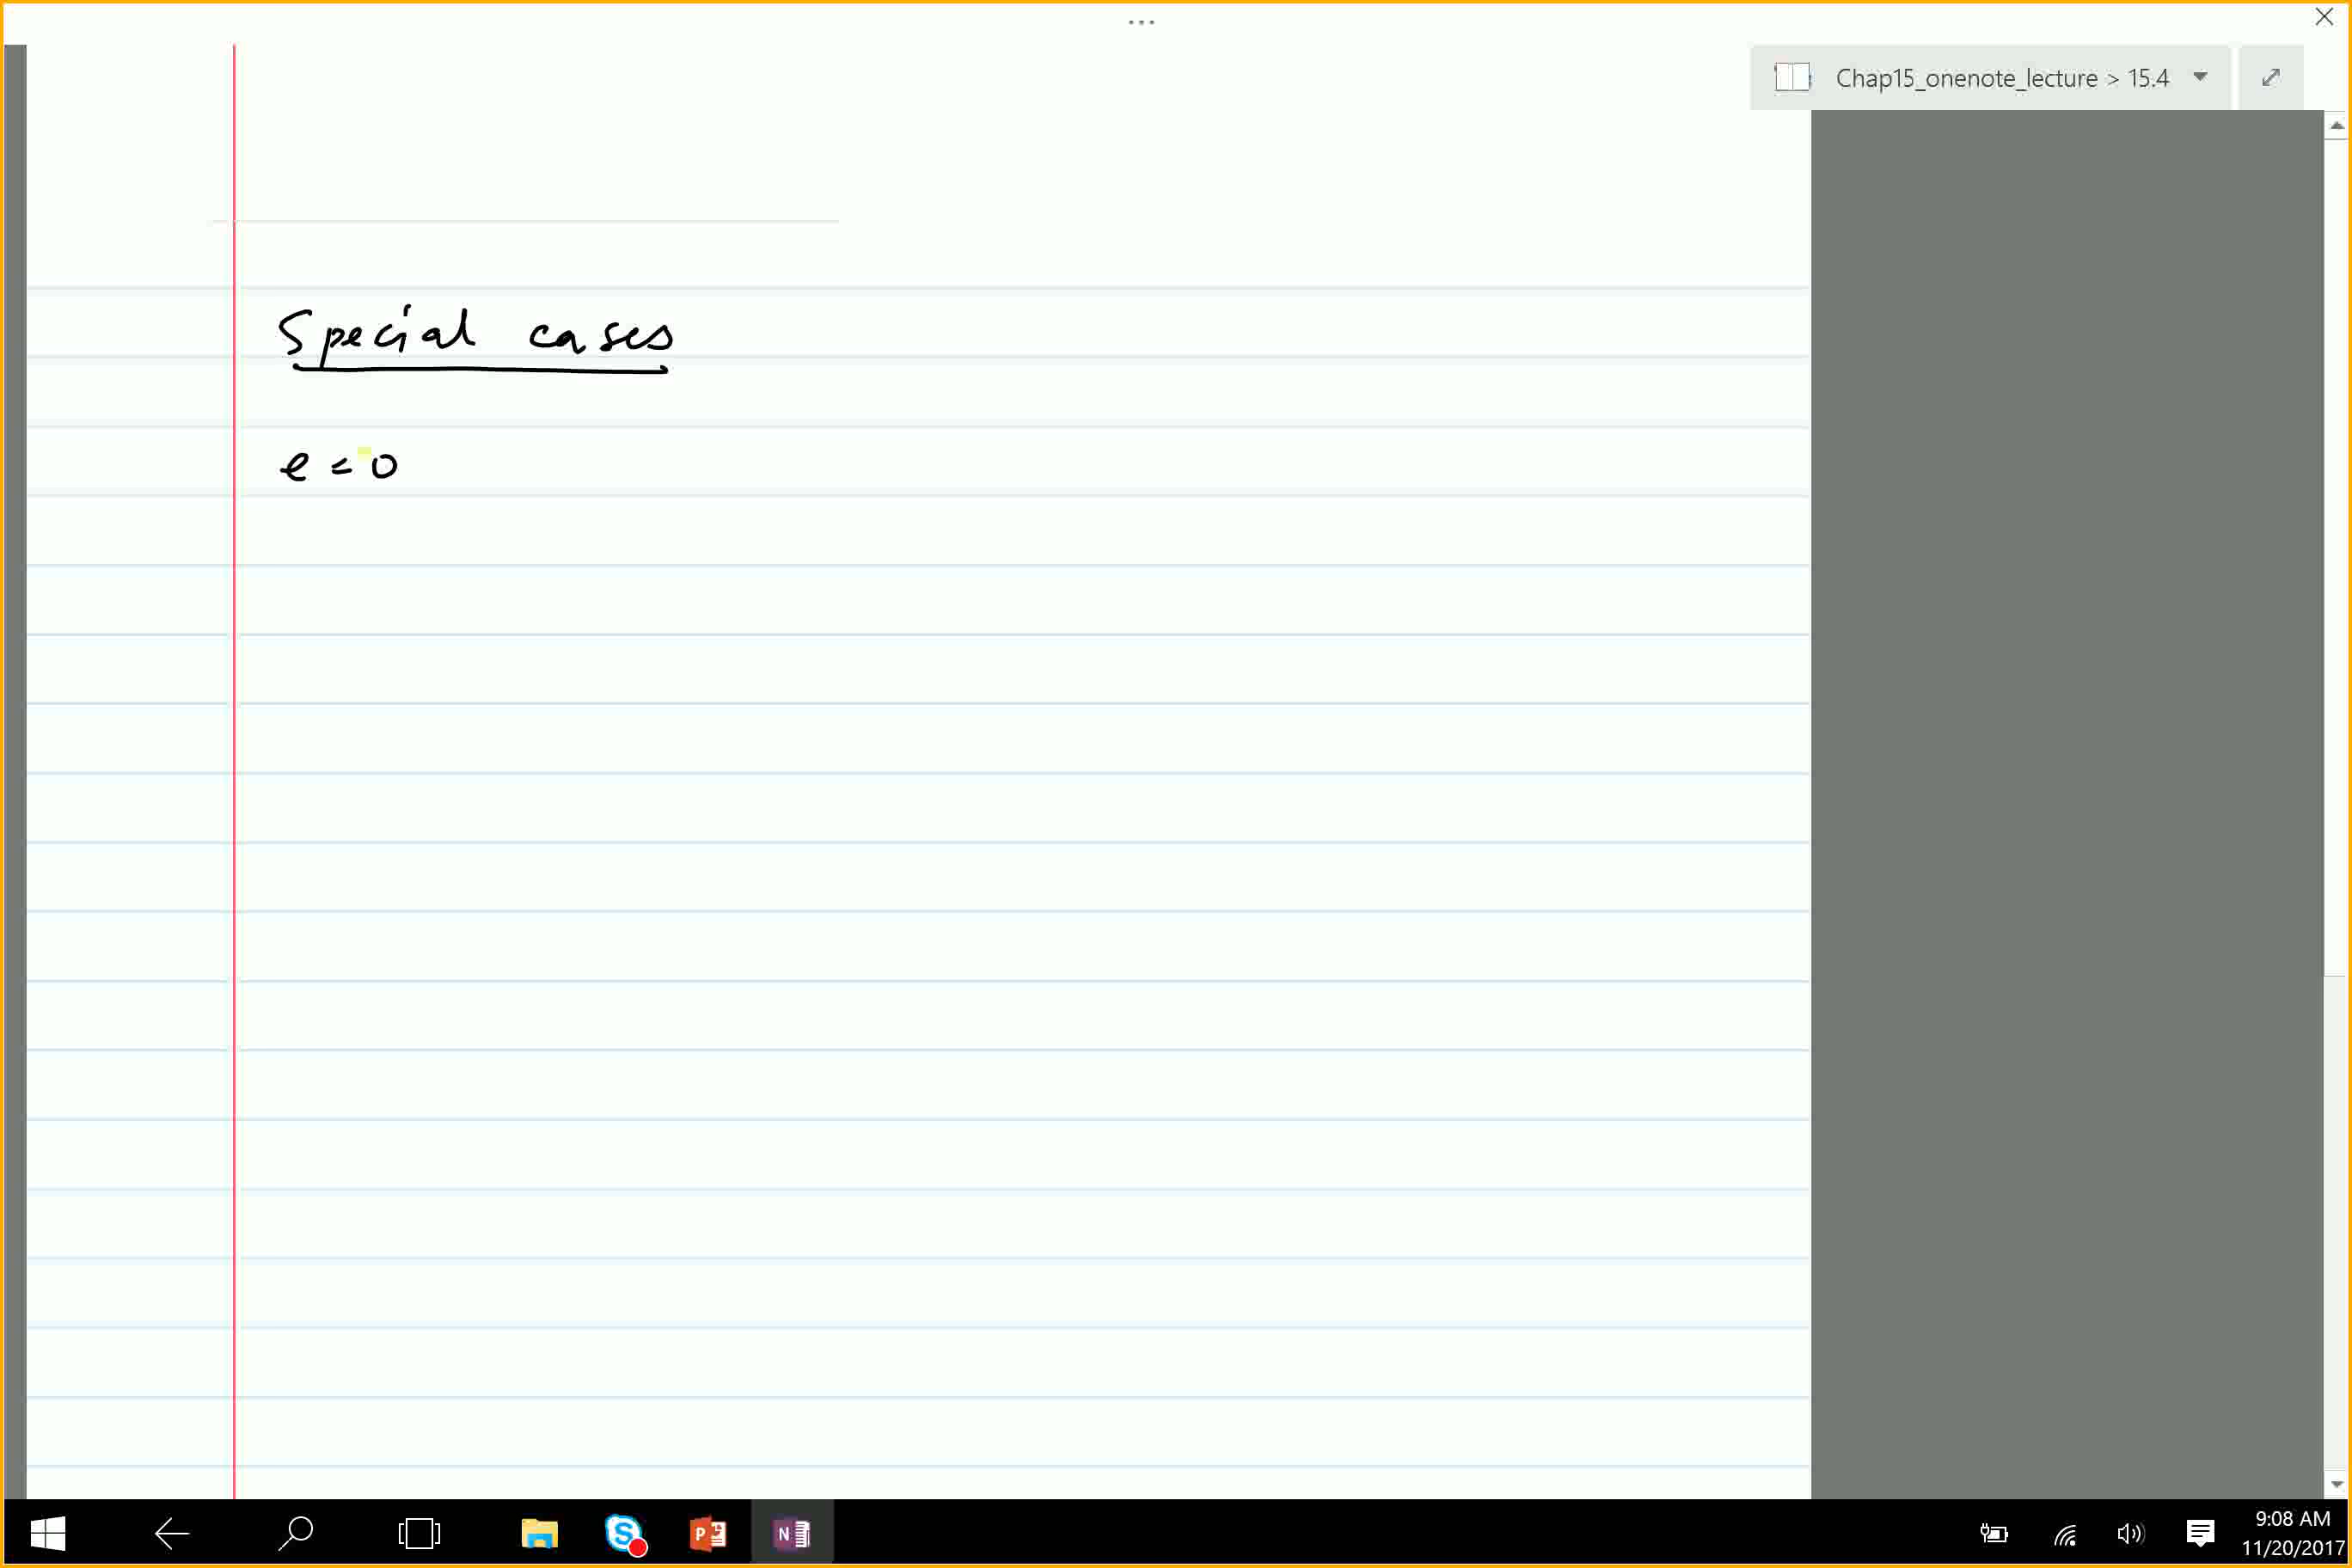 Chap15_onenote_lecture > 15.4
Special cases
e = 0
9:08 AM
11/20/2017